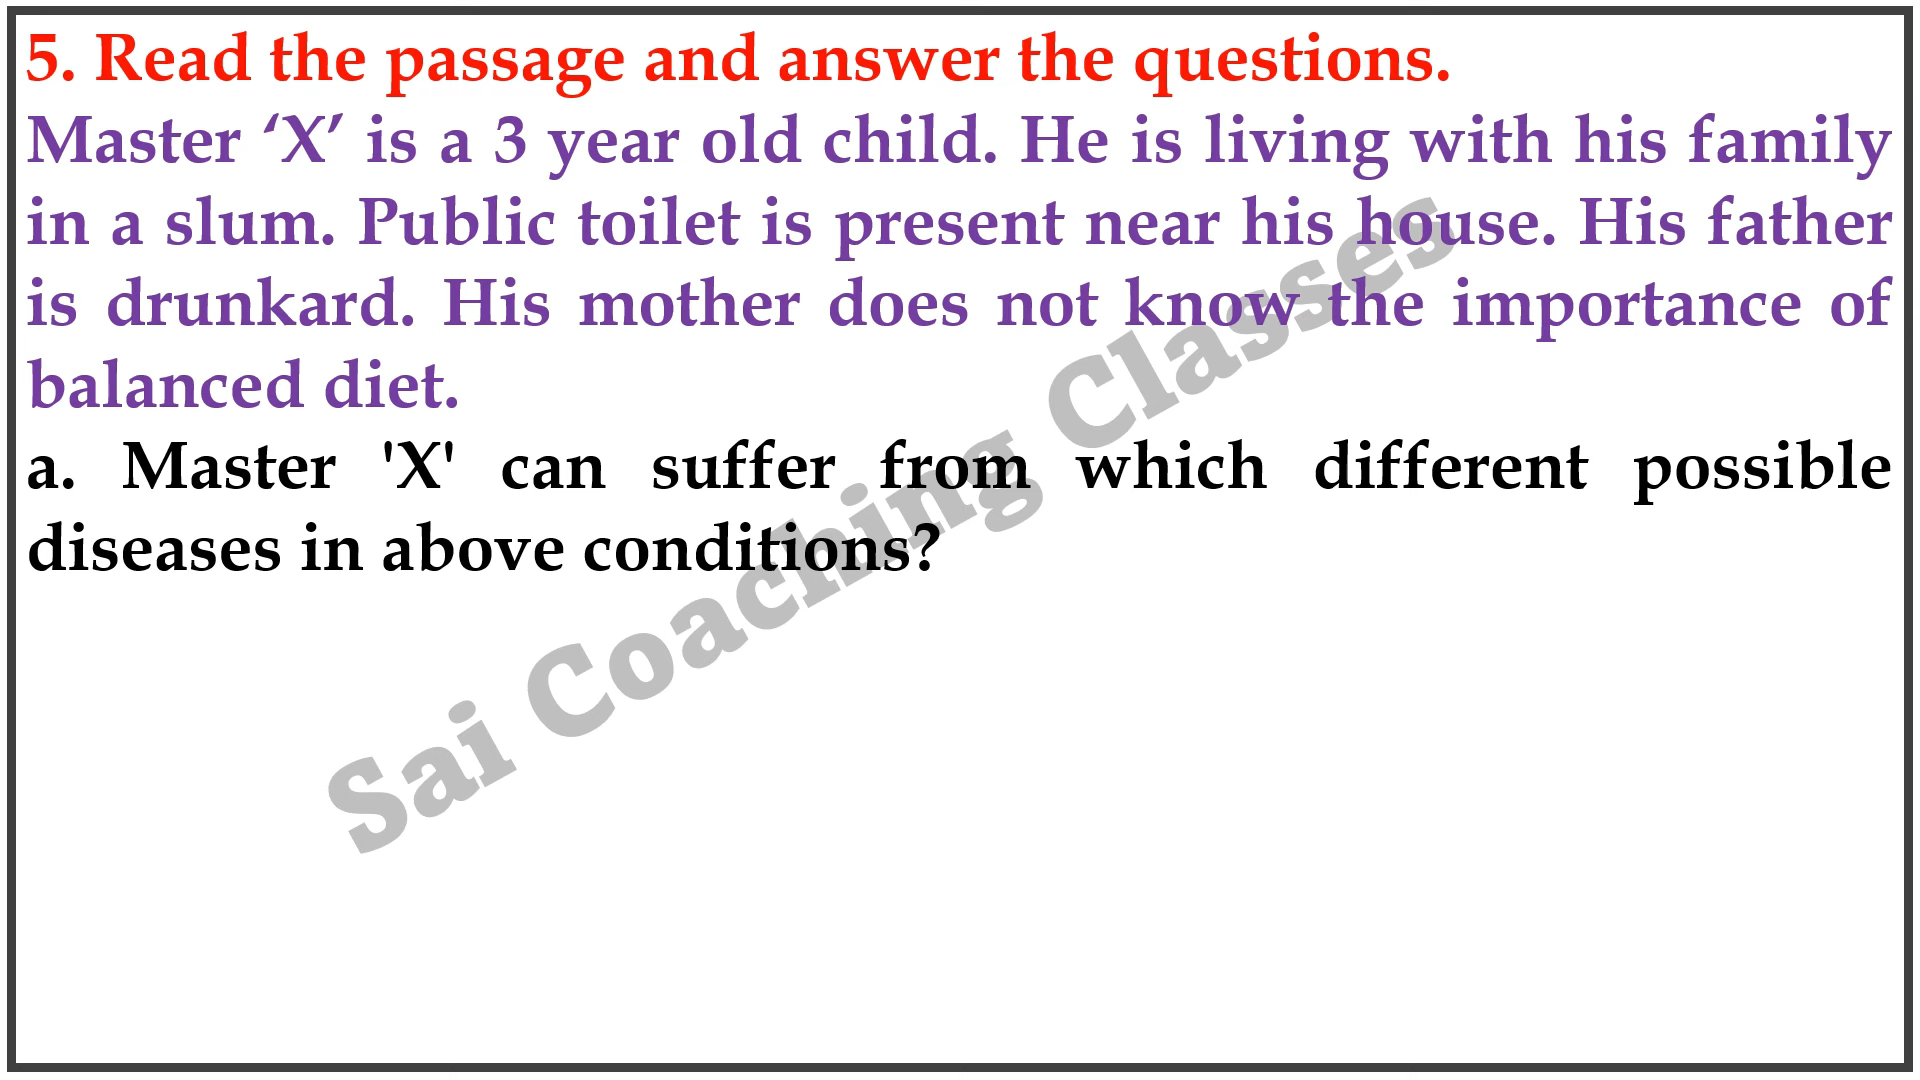 5. Read the passage and answer the questions.
Master ‘X’ is a 3 year old child. He is living with his family
in a slum. Public toilet is present near his house. His father
is drunkard. His mother does not know the importance of
balanced diet.
a. Master 'X' can suffer from which different possible
diseases in above conditions?
Sai Coaching Classes